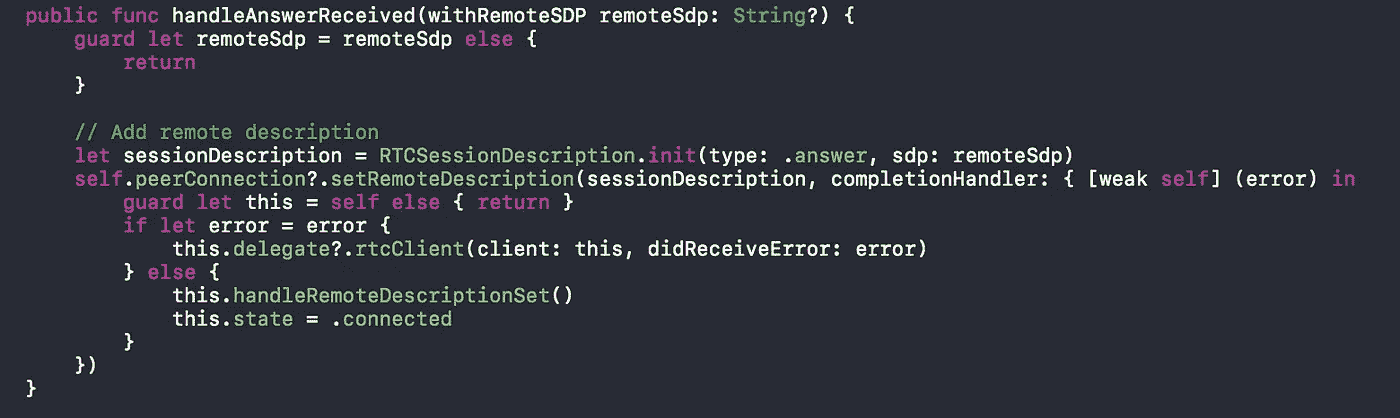 public func handleAnswerReceived(withRemoteSDP remoteSdp: String?) {
    guard let remoteSdp = remoteSdp else {
        return
    }

    // Add remote description
    let sessionDescription = RTCSessionDescription.init(type: .answer, sdp: remoteSdp)
    self.peerConnection?.setRemoteDescription(sessionDescription, completionHandler: { [weak self] (error) in
        guard let this = self else { return }
        if let error = error {
            this.delegate?.rtcClient(client: this, didReceiveError: error)
        } else {
            this.handleRemoteDescriptionSet()
            this.state = .connected
        }
    })
}